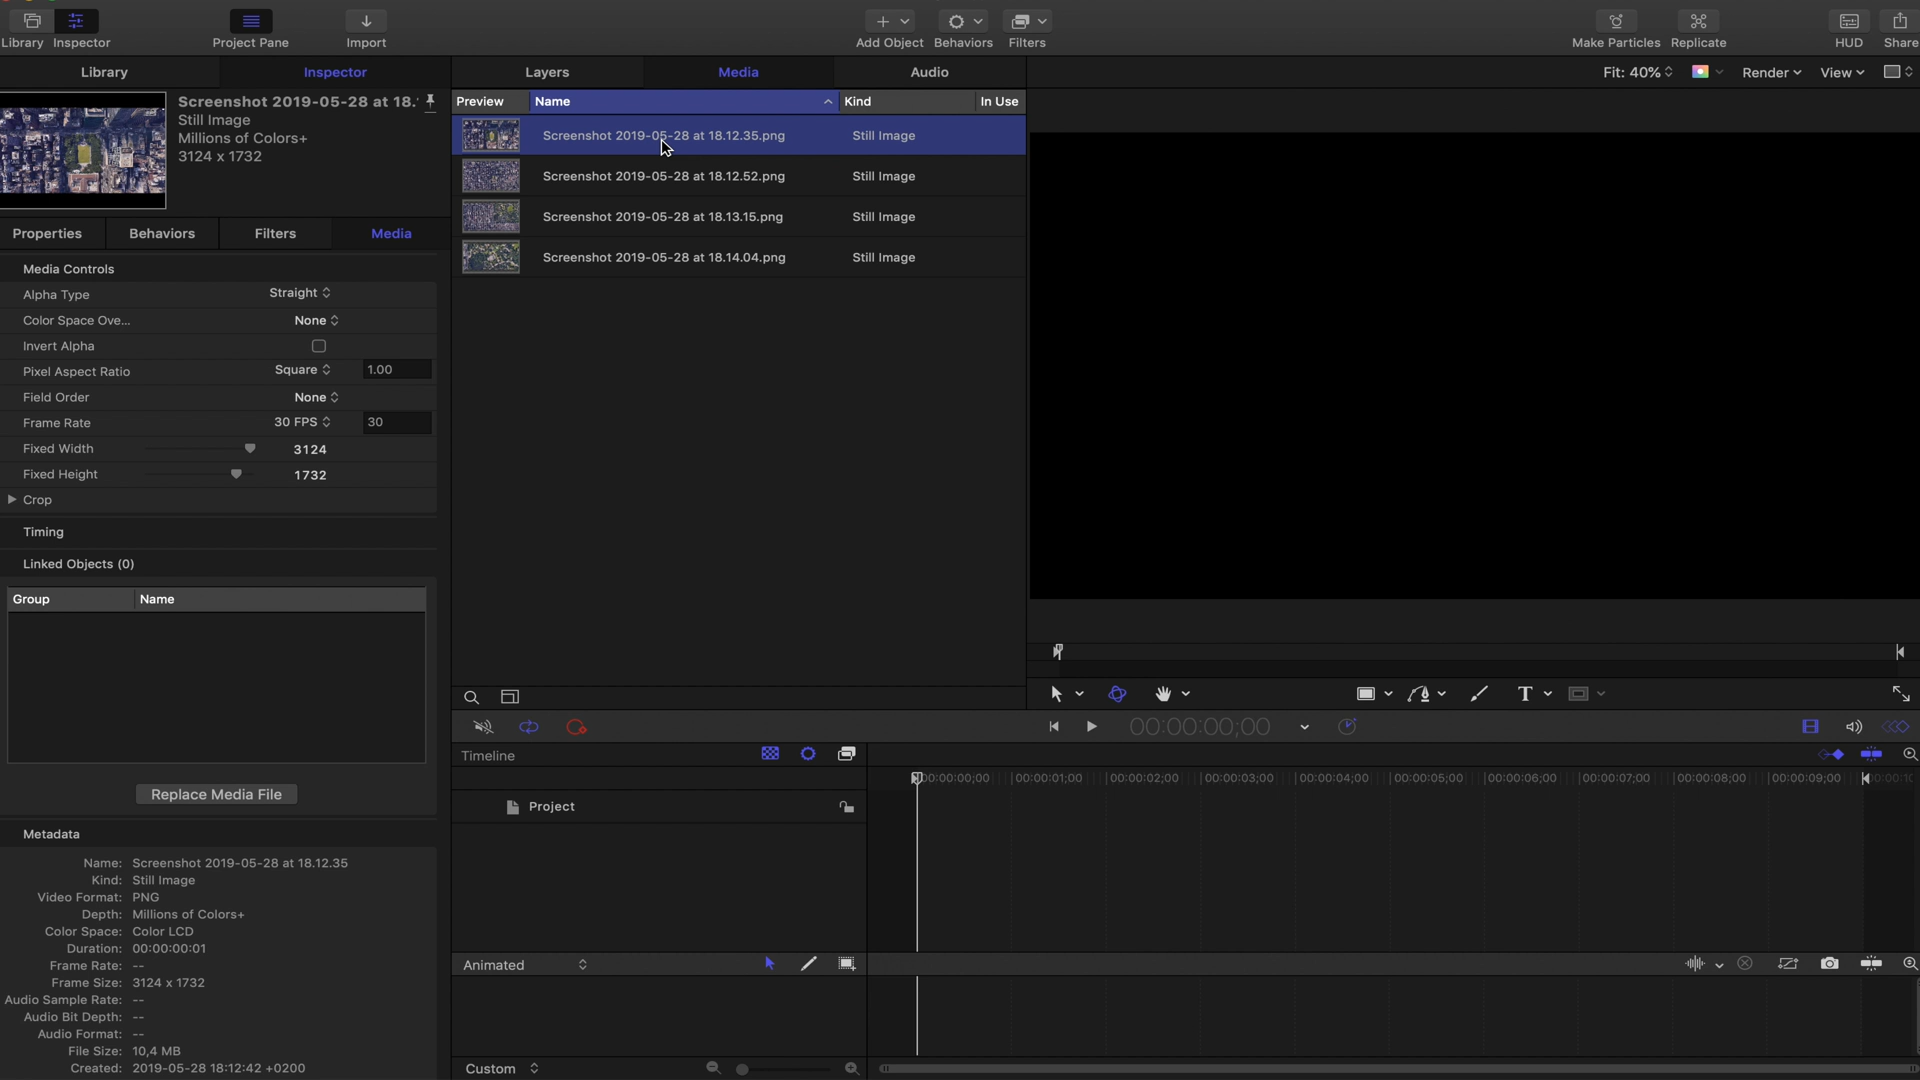 Library Inspector Project Pane Import Add Object Behaviors Filters Make Particles Replicate HUD Share
Library Inspector Layers Media Audio Fit: 40% Render View
Screenshot 2019-05-28 at 18.
Still Image
Millions of Colors+
3124 x 1732
Preview Name Kind In Use
Screenshot 2019-05-28 at 18.12.35.png Still Image
Screenshot 2019-05-28 at 18.12.52.png Still Image
Screenshot 2019-05-28 at 18.13.15.png Still Image
Screenshot 2019-05-28 at 18.14.04.png Still Image
Properties Behaviors Filters Media
Media Controls
Alpha Type Straight
Color Space Ove... None
Invert Alpha
Pixel Aspect Ratio Square 1.00
Field Order None
Frame Rate 30 FPS 30
Fixed Width 3124
Fixed Height 1732
Crop
Timing
Linked Objects (0)
Group Name
Replace Media File
Metadata
Name: Screenshot 2019-05-28 at 18.12.35
Kind: Still Image
Video Format: PNG
Depth: Millions of Colors+
Color Space: Color LCD
Duration: 00:00:00:01
Frame Rate: --
Frame Size: 3124 x 1732
Audio Sample Rate: --
Audio Bit Depth: --
Audio Format: --
File Size: 10,4 MB
Created: 2019-05-28 18:12:42 +0200
T
00:00:00;00
Timeline
00:00:00;00 00:00:01;00 00:00:02;00 00:00:03;00 00:00:04;00 00:00:05;00 00:00:06;00 00:00:07;00 00:00:08;00 00:00:09;00
Project
Animated
Custom